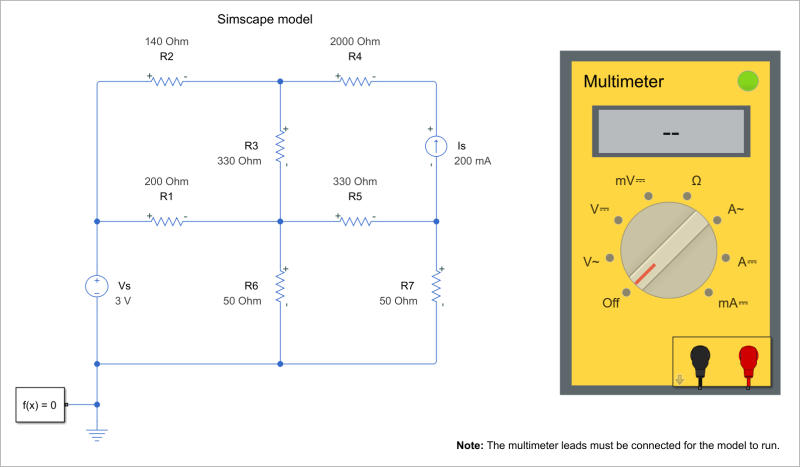 Simscape model
140 Ohm
R2
2000 Ohm
R4
+ -
+ -
R3
330 Ohm
+
-
+
Is
200 mA
-
200 Ohm
R1
330 Ohm
R5
+ -
+ -
Vs
3 V
+
−
R6
50 Ohm
+
-
R7
50 Ohm
+
-
f(x) = 0
Multimeter
--
mV⎓
Ω
V⎓
A~
V~
A⎓
Off
mA⎓
Note: The multimeter leads must be connected for the model to run.